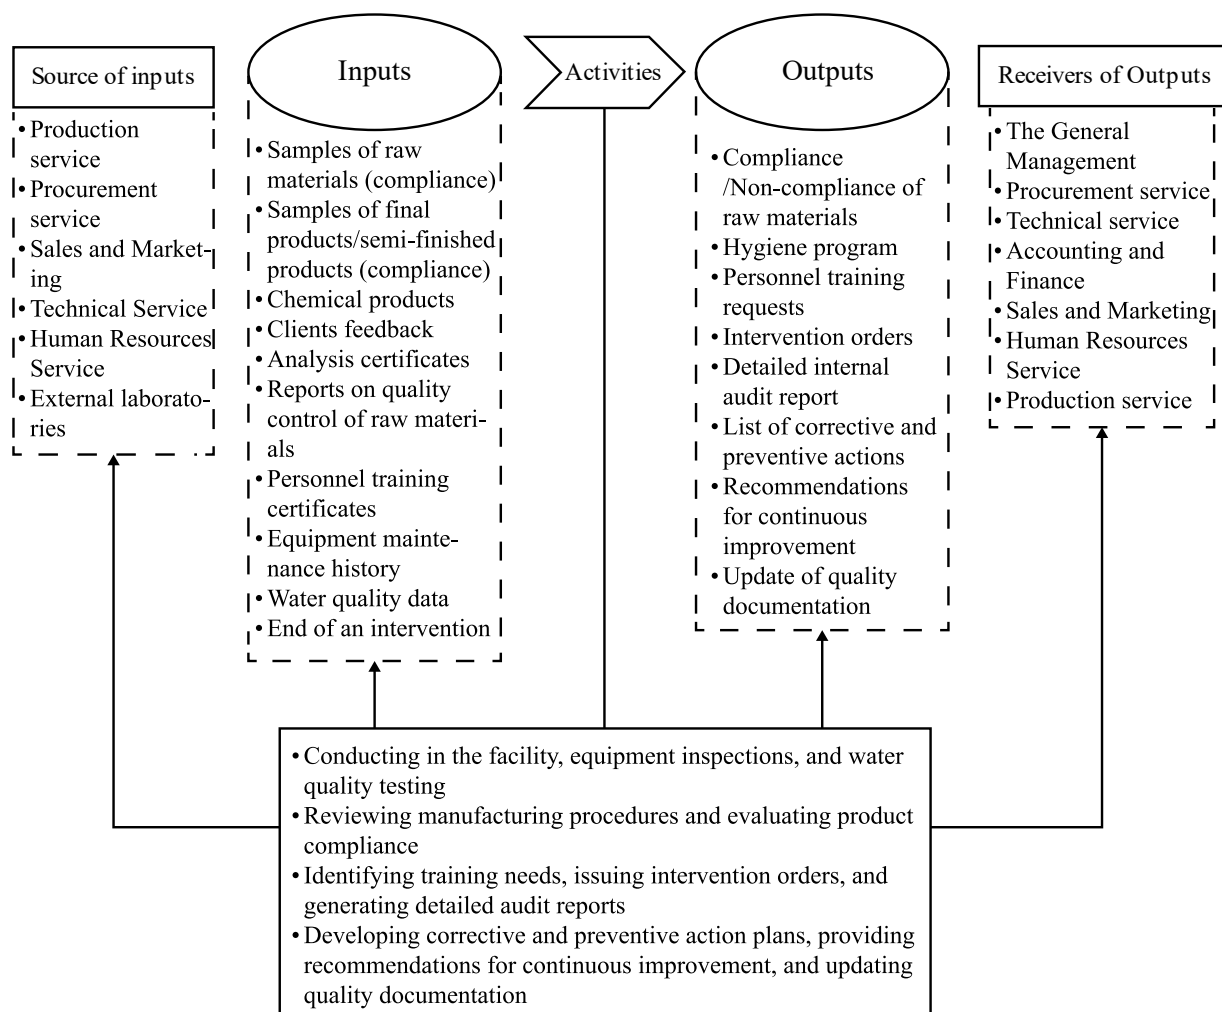 Source of inputs
• Production
service
• Procurement
service
• Sales and Market-
ing
• Technical Service
• Human Resources
Service
• External laborato-
ries
Inputs
• Samples of raw
materials (compliance)
• Samples of final
products/semi-finished
products (compliance)
• Chemical products
• Clients feedback
• Analysis certificates
• Reports on quality
control of raw materi-
als
• Personnel training
certificates
• Equipment mainte-
nance history
• Water quality data
• End of an intervention
Activities
Outputs
• Compliance
/Non-compliance of
raw materials
• Hygiene program
• Personnel training
requests
• Intervention orders
• Detailed internal
audit report
• List of corrective and
preventive actions
• Recommendations
for continuous
improvement
• Update of quality
documentation
Receivers of Outputs
• The General
Management
• Procurement service
• Technical service
• Accounting and
Finance
• Sales and Marketing
• Human Resources
Service
• Production service
• Conducting in the facility, equipment inspections, and water
quality testing
• Reviewing manufacturing procedures and evaluating product
compliance
• Identifying training needs, issuing intervention orders, and
generating detailed audit reports
• Developing corrective and preventive action plans, providing
recommendations for continuous improvement, and updating
quality documentation